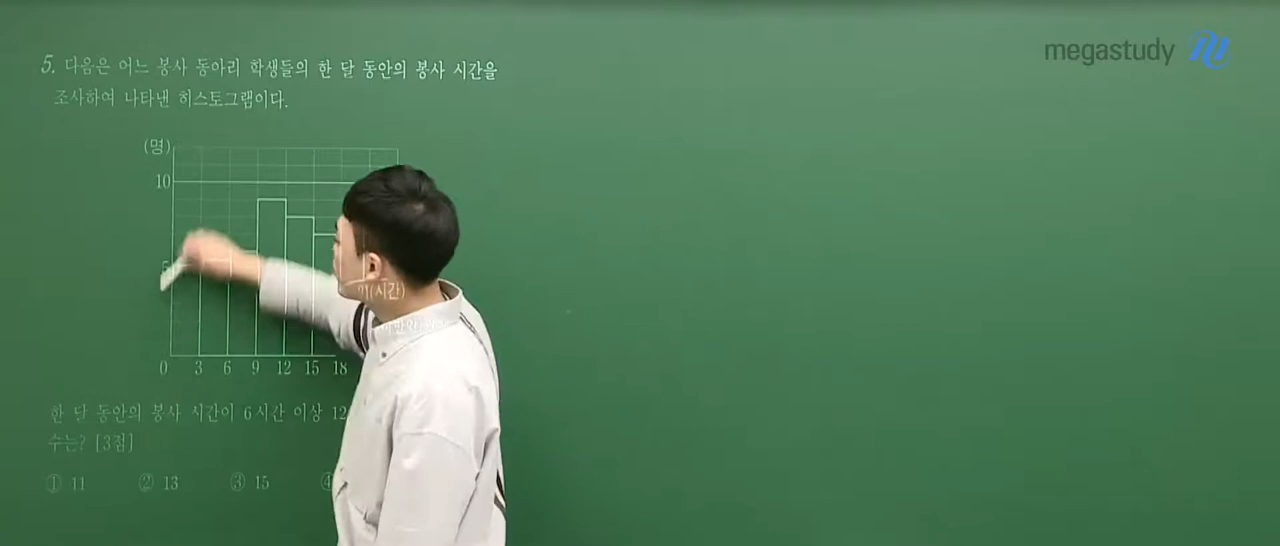 megastudy
5. 다음은 어느 봉사 동아리 학생들의 한 달 동안의 봉사 시간을
조사하여 나타낸 히스토그램이다.
(명)
10
5
21(시간)
0 3 6 9 12 15 18
한 달 동안의 봉사 시간이 6시간 이상 12
수는? [3점]
① 11 ② 13 ③ 15 ④